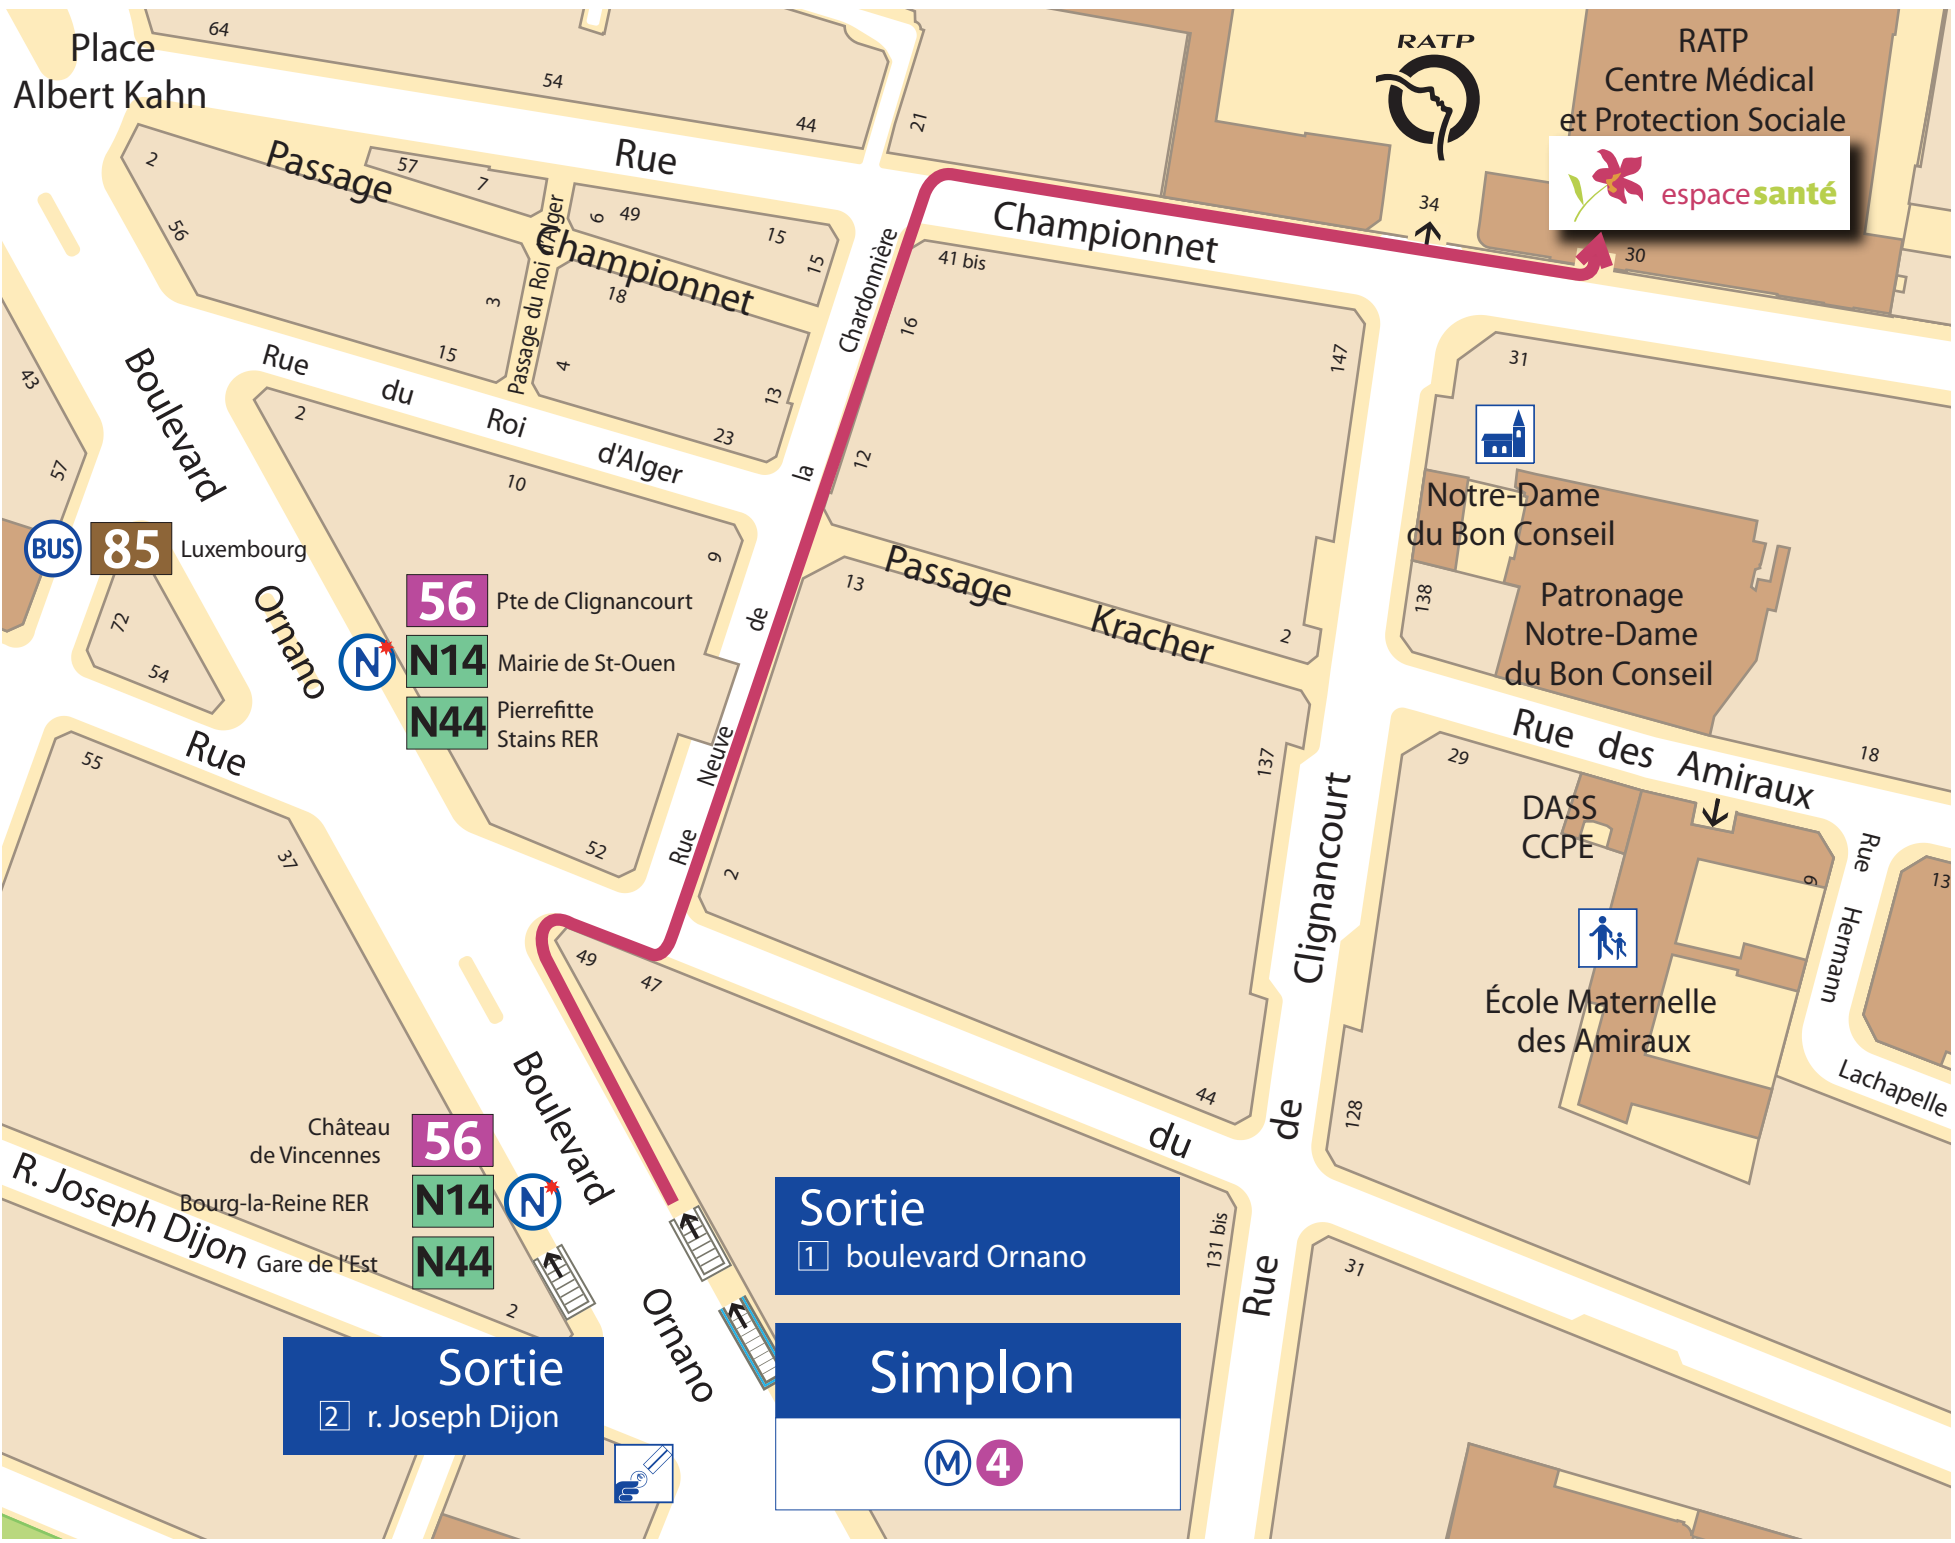 Place
Albert Kahn
64
54
44
21
RATP
RATP
Centre Médical
et Protection Sociale
espacesanté
34
30
2
56
Passage
Championnet
57
7
Rue
Championnet
6
49
15
15
Passage du Roi d'Alger
18
3
4
15
13
23
41 bis
16
12
147
31
43
57
Boulevard
Ornano
Rue
du
Roi
d'Alger
2
10
9
BUS
85
Luxembourg
72
54
56
Pte de Clignancourt
N
N14
Mairie de St-Ouen
N44
Pierrefitte
Stains RER
52
Rue
Neuve
de
la
Chardonnière
13
Passage
Kracher
2
138
Notre-Dame
du Bon Conseil
Patronage
Notre-Dame
du Bon Conseil
Rue des Amiraux
18
29
137
DASS
CCPE
6
Rue
Hermann
Lachapelle
13
École Maternelle
des Amiraux
55
37
Rue
du
2
49
47
44
128
Rue
de
Clignancourt
131 bis
31
Boulevard
Ornano
Château
de Vincennes
56
Bourg-la-Reine RER
N14
N
Gare de l'Est
N44
R. Joseph Dijon
2
Sortie
1 boulevard Ornano
Sortie
2 r. Joseph Dijon
Simplon
M 4